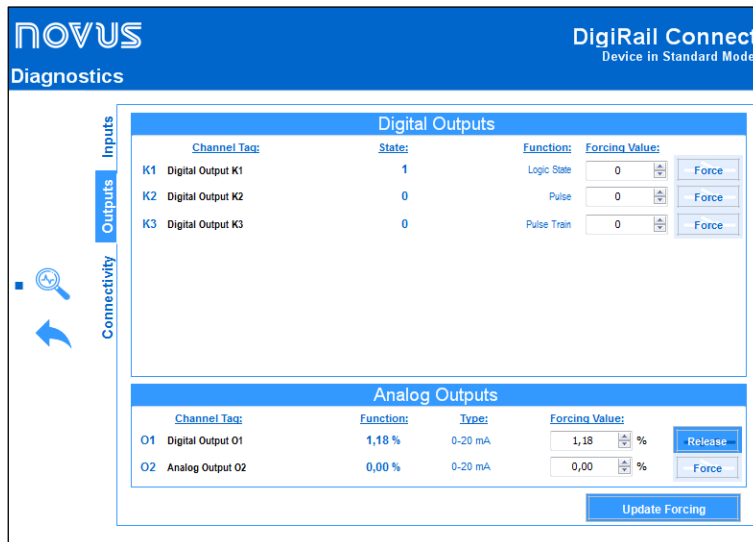 NOVUS
DigiRail Connect
Device in Standard Mode
Diagnostics
Inputs
Outputs
Connectivity
Digital Outputs
Channel Tag: State: Function: Forcing Value:
K1 Digital Output K1 1 Logic State 0 Force
K2 Digital Output K2 0 Pulse 0 Force
K3 Digital Output K3 0 Pulse Train 0 Force
Analog Outputs
Channel Tag: Function: Type: Forcing Value:
O1 Digital Output O1 1,18 % 0-20 mA 1,18 % Release
O2 Analog Output O2 0,00 % 0-20 mA 0,00 % Force
Update Forcing